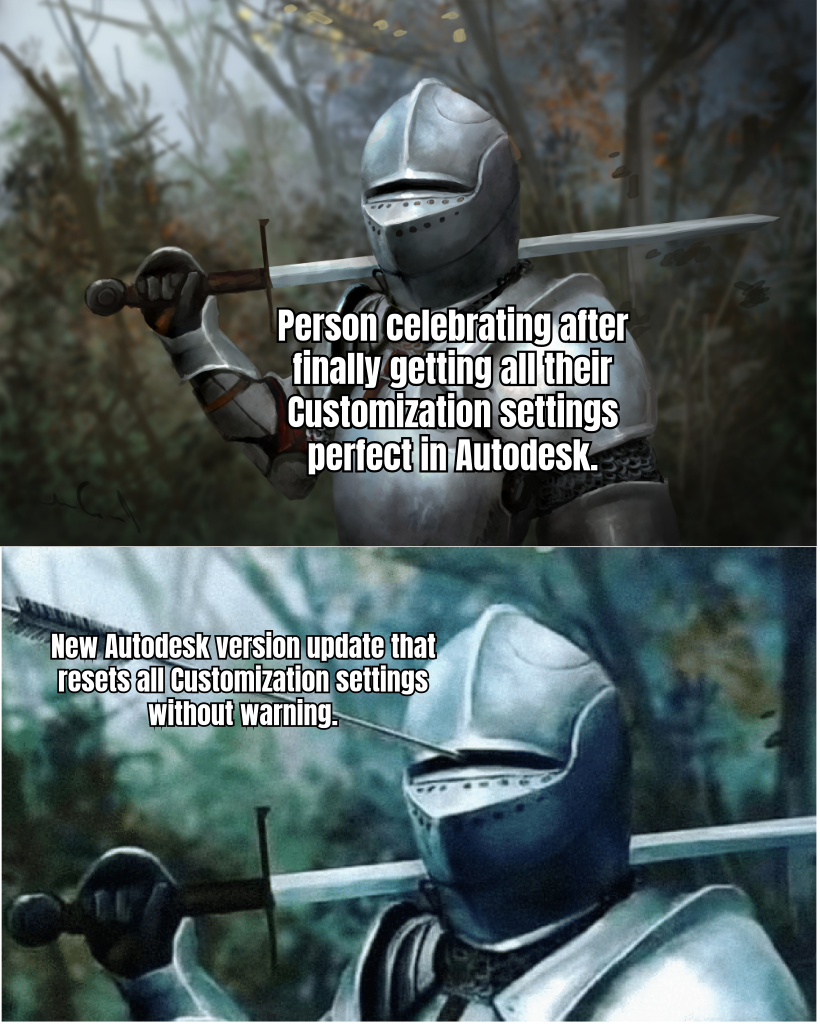 Person celebrating after
finally getting all their
Customization settings
perfect in Autodesk.
New Autodesk version update that
resets all Customization settings
without warning.